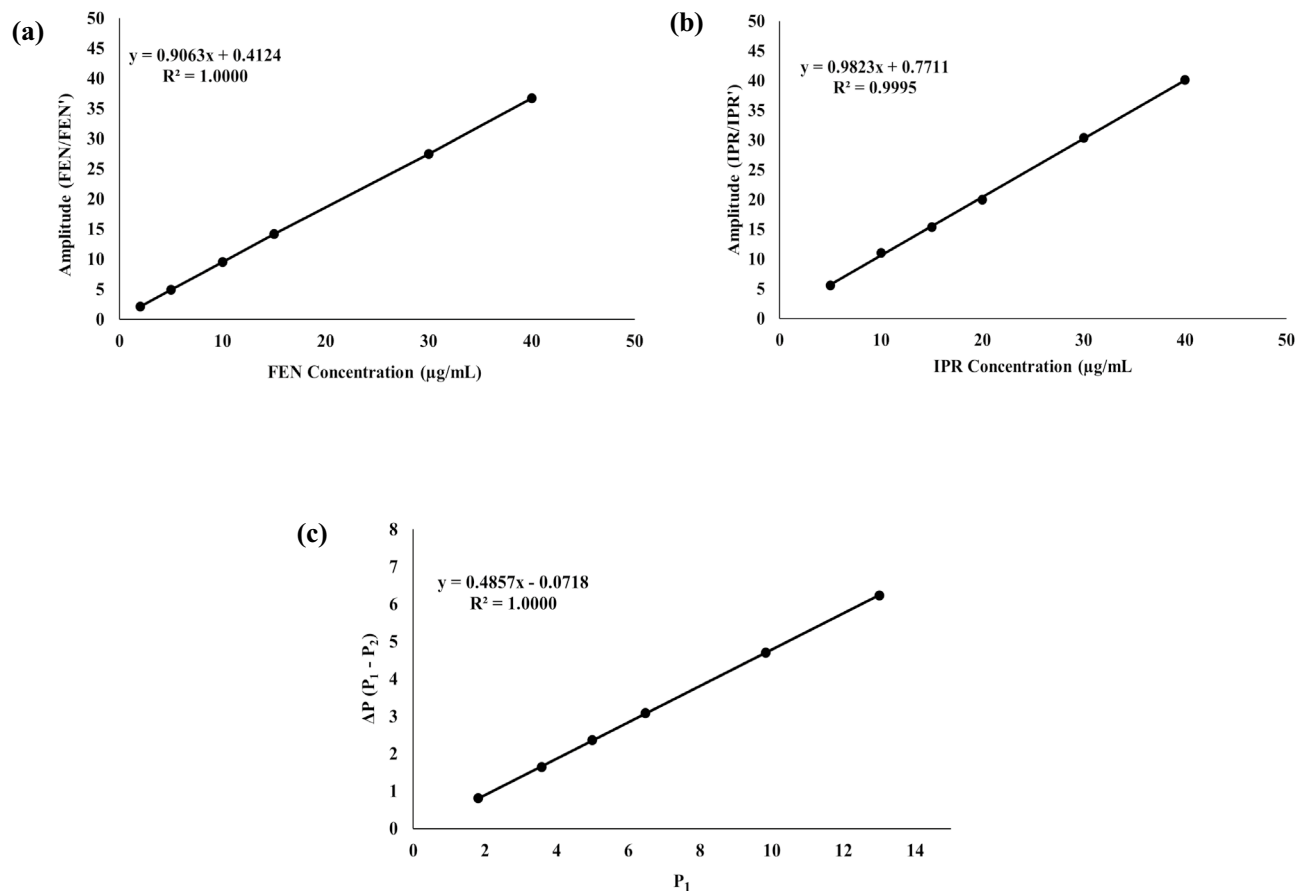 (a)
y = 0.9063x + 0.4124
R² = 1.0000
Amplitude (FEN/FEN')
50
45
40
35
30
25
20
15
10
5
0
0 10 20 30 40 50
FEN Concentration (µg/mL)
(b)
y = 0.9823x + 0.7711
R² = 0.9995
Amplitude (IPR/IPR')
50
45
40
35
30
25
20
15
10
5
0
0 10 20 30 40 50
IPR Concentration (µg/mL
(c)
y = 0.4857x - 0.0718
R² = 1.0000
ΔP (P₁ - P₂)
8
7
6
5
4
3
2
1
0
0 2 4 6 8 10 12 14
P₁